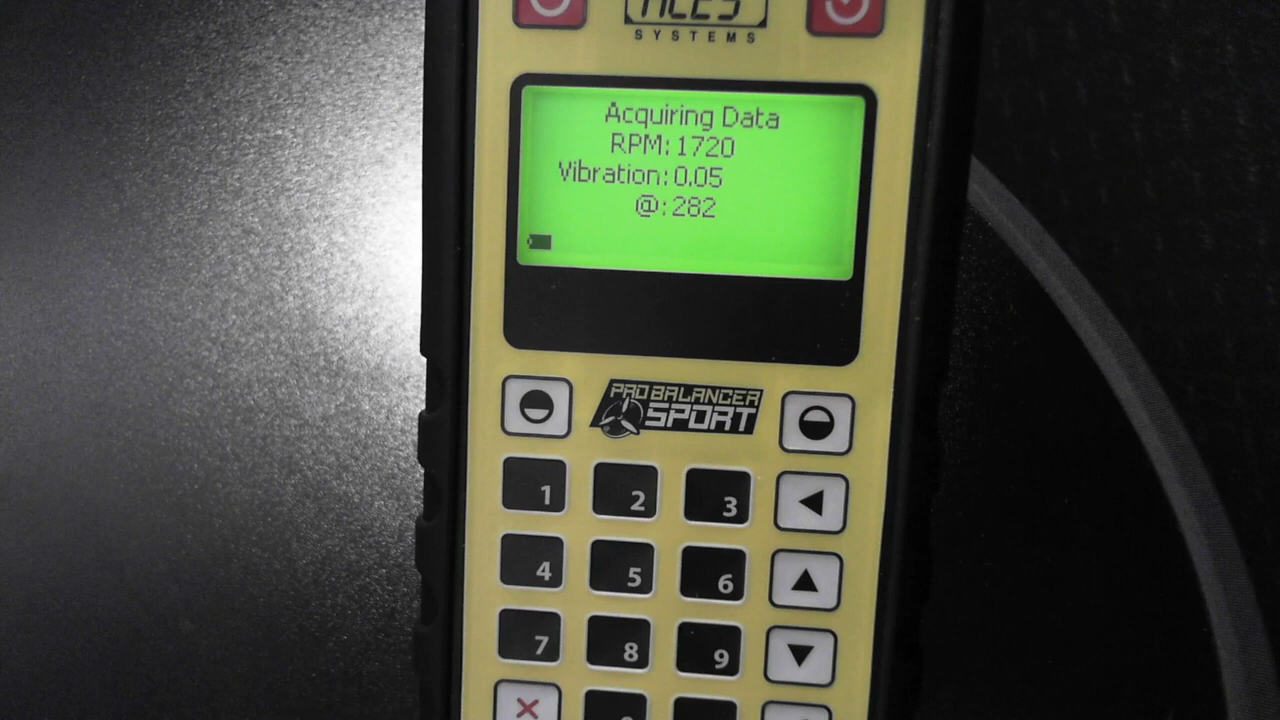 ACES
SYSTEMS
Acquiring Data
RPM: 1720
Vibration: 0.05
@: 282
PRO BALANCER
SPORT
1 2 3
4 5 6
7 8 9